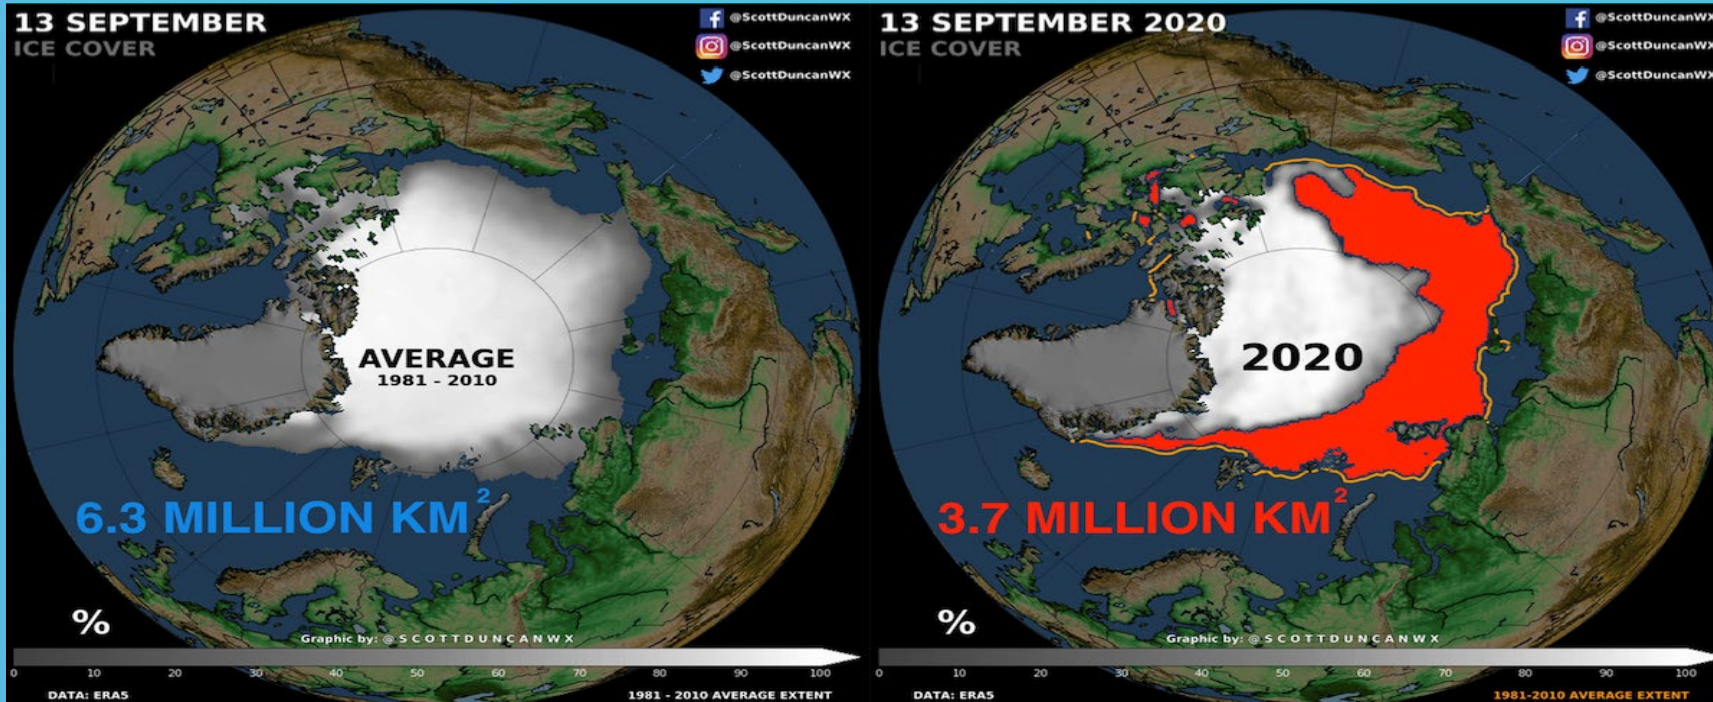 13 SEPTEMBER
ICE COVER
@ScottDuncanWX
@ScottDuncanWX
@ScottDuncanWX
AVERAGE
1981 - 2010
6.3 MILLION KM²
%
Graphic by: @SCOTTDUNCANWX
0 10 20 30 40 50 60 70 80 90 100
DATA: ERA5
1981 - 2010 AVERAGE EXTENT
13 SEPTEMBER 2020
ICE COVER
@ScottDuncanWX
@ScottDuncanWX
@ScottDuncanWX
2020
3.7 MILLION KM²
%
Graphic by: @SCOTTDUNCANWX
0 10 20 30 40 50 60 70 80 90 100
DATA: ERA5
1981-2010 AVERAGE EXTENT